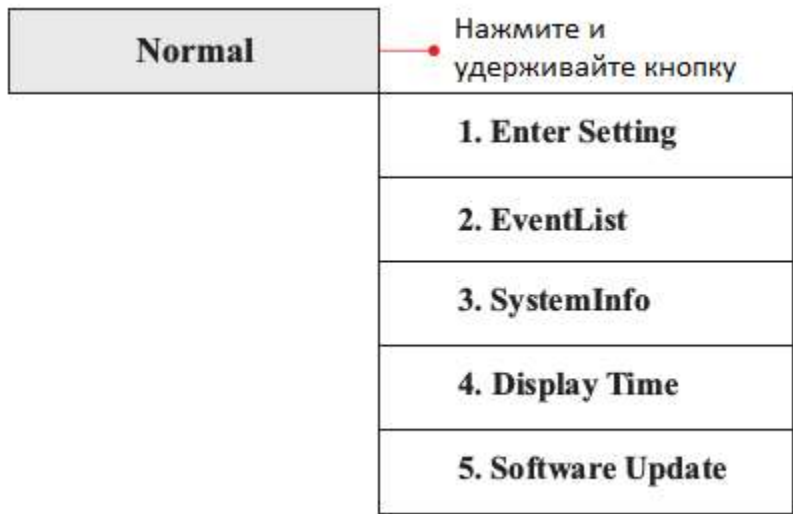 Normal
Нажмите и
удерживайте кнопку
1. Enter Setting
2. EventList
3. SystemInfo
4. Display Time
5. Software Update